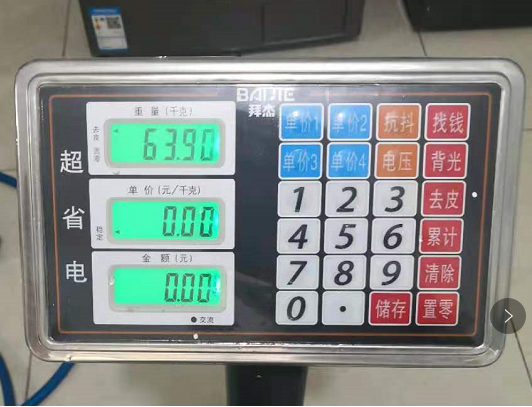 BAIJIE
拜杰
重量(千克)
去皮
63.90
单价(元/千克)
0.00
稳定
金额(元)
0.00
交流
超
省
电
单价1 单价2 抗抖 找钱
单价3 单价4 电压 背光
1 2 3 去皮
4 5 6 累计
7 8 9 清除
0 · 储存 置零